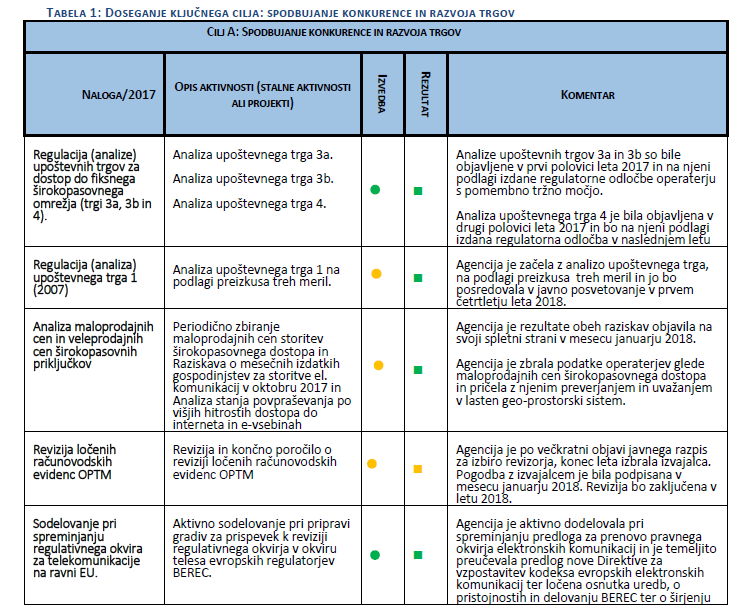 TABELA 1: DOSEGANJE KLJUČNEGA CILJA: SPODBUJANJE KONKURENCE IN RAZVOJA TRGOV
CILJ A: SPODBUJANJE KONKURENCE IN RAZVOJA TRGOV
NALOGA/2017
OPIS AKTIVNOSTI (STALNE AKTIVNOSTI
ALI PROJEKTI)
IZVEDBA
REZULTAT
KOMENTAR
Regulacija (analize)
upoštevnih trgov za
dostop do fiksnega
širokopasovnega
omrežja (trgi 3a, 3b in
4).
Analiza upoštevnega trga 3a.
Analiza upoštevnega trga 3b.
Analiza upoštevnega trga 4.
Analize upoštevnih trgov 3a in 3b so bile
objavljene v prvi polovici leta 2017 in na njeni
podlagi izdane regulatorne odločbe operaterju
s pomembno tržno močjo.
Analiza upoštevnega trga 4 je bila objavljena v
drugi polovici leta 2017 in bo na njeni podlagi
izdana regulatorna odločba v naslednjem letu
Regulacija (analiza)
upoštevnega trga 1
(2007)
Analiza upoštevnega trga 1 na
podlagi preizkusa treh meril.
Agencija je začela z analizo upoštevnega trga,
na podlagi preizkusa treh meril in jo bo
posredovala v javno posvetovanje v prvem
četrtletju leta 2018.
Analiza maloprodajnih
cen in veleprodajnih
cen širokopasovnih
priključkov
Periodično zbiranje
maloprodajnih cen storitev
širokopasovnega dostopa in
Raziskava o mesečnih izdatkih
gospodinjstev za storitve el.
komunikacij v oktobru 2017 in
Analiza stanja povpraševanja po
višjih hitrostih dostopa do
interneta in e-vsebinah
Agencija je rezultate obeh raziskav objavila na
svoji spletni strani v mesecu januarju 2018.
Agencija je zbrala podatke operaterjev glede
maloprodajnih cen širokopasovnega dostopa
in pričela z njenim preverjanjem in uvažanjem
v lasten geo-prostorski sistem.
Revizija ločenih
računovodskih
evidenc OPTM
Revizija in končno poročilo o
reviziji ločenih računovodskih
evidenc OPTM
Agencija je po večkratni objavi javnega razpis
za izbiro revizorja, konec leta izbrala izvajalca.
Pogodba z izvajalcem je bila podpisana v
mesecu januarju 2018. Revizija bo zaključena v
letu 2018.
Sodelovanje pri
spreminjanju
regulativnega okvira
za telekomunikacije
na ravni EU.
Aktivno sodelovanje pri pripravi
gradiv za prispevek k reviziji
regulativnega okvirja v okviru
telesa evropskih regulatorjev
BEREC.
Agencija je aktivno dodelovala pri
spreminjanju predloga za prenovo pravnega
okvirja elektronskih komunikacij in je temeljito
preučevala predlog nove Direktive za
vzpostavitev kodeksa evropskih elektronskih
komunikacij ter ločena osnutka uredb, o
pristojnostih in delovanju BEREC ter o širjenju